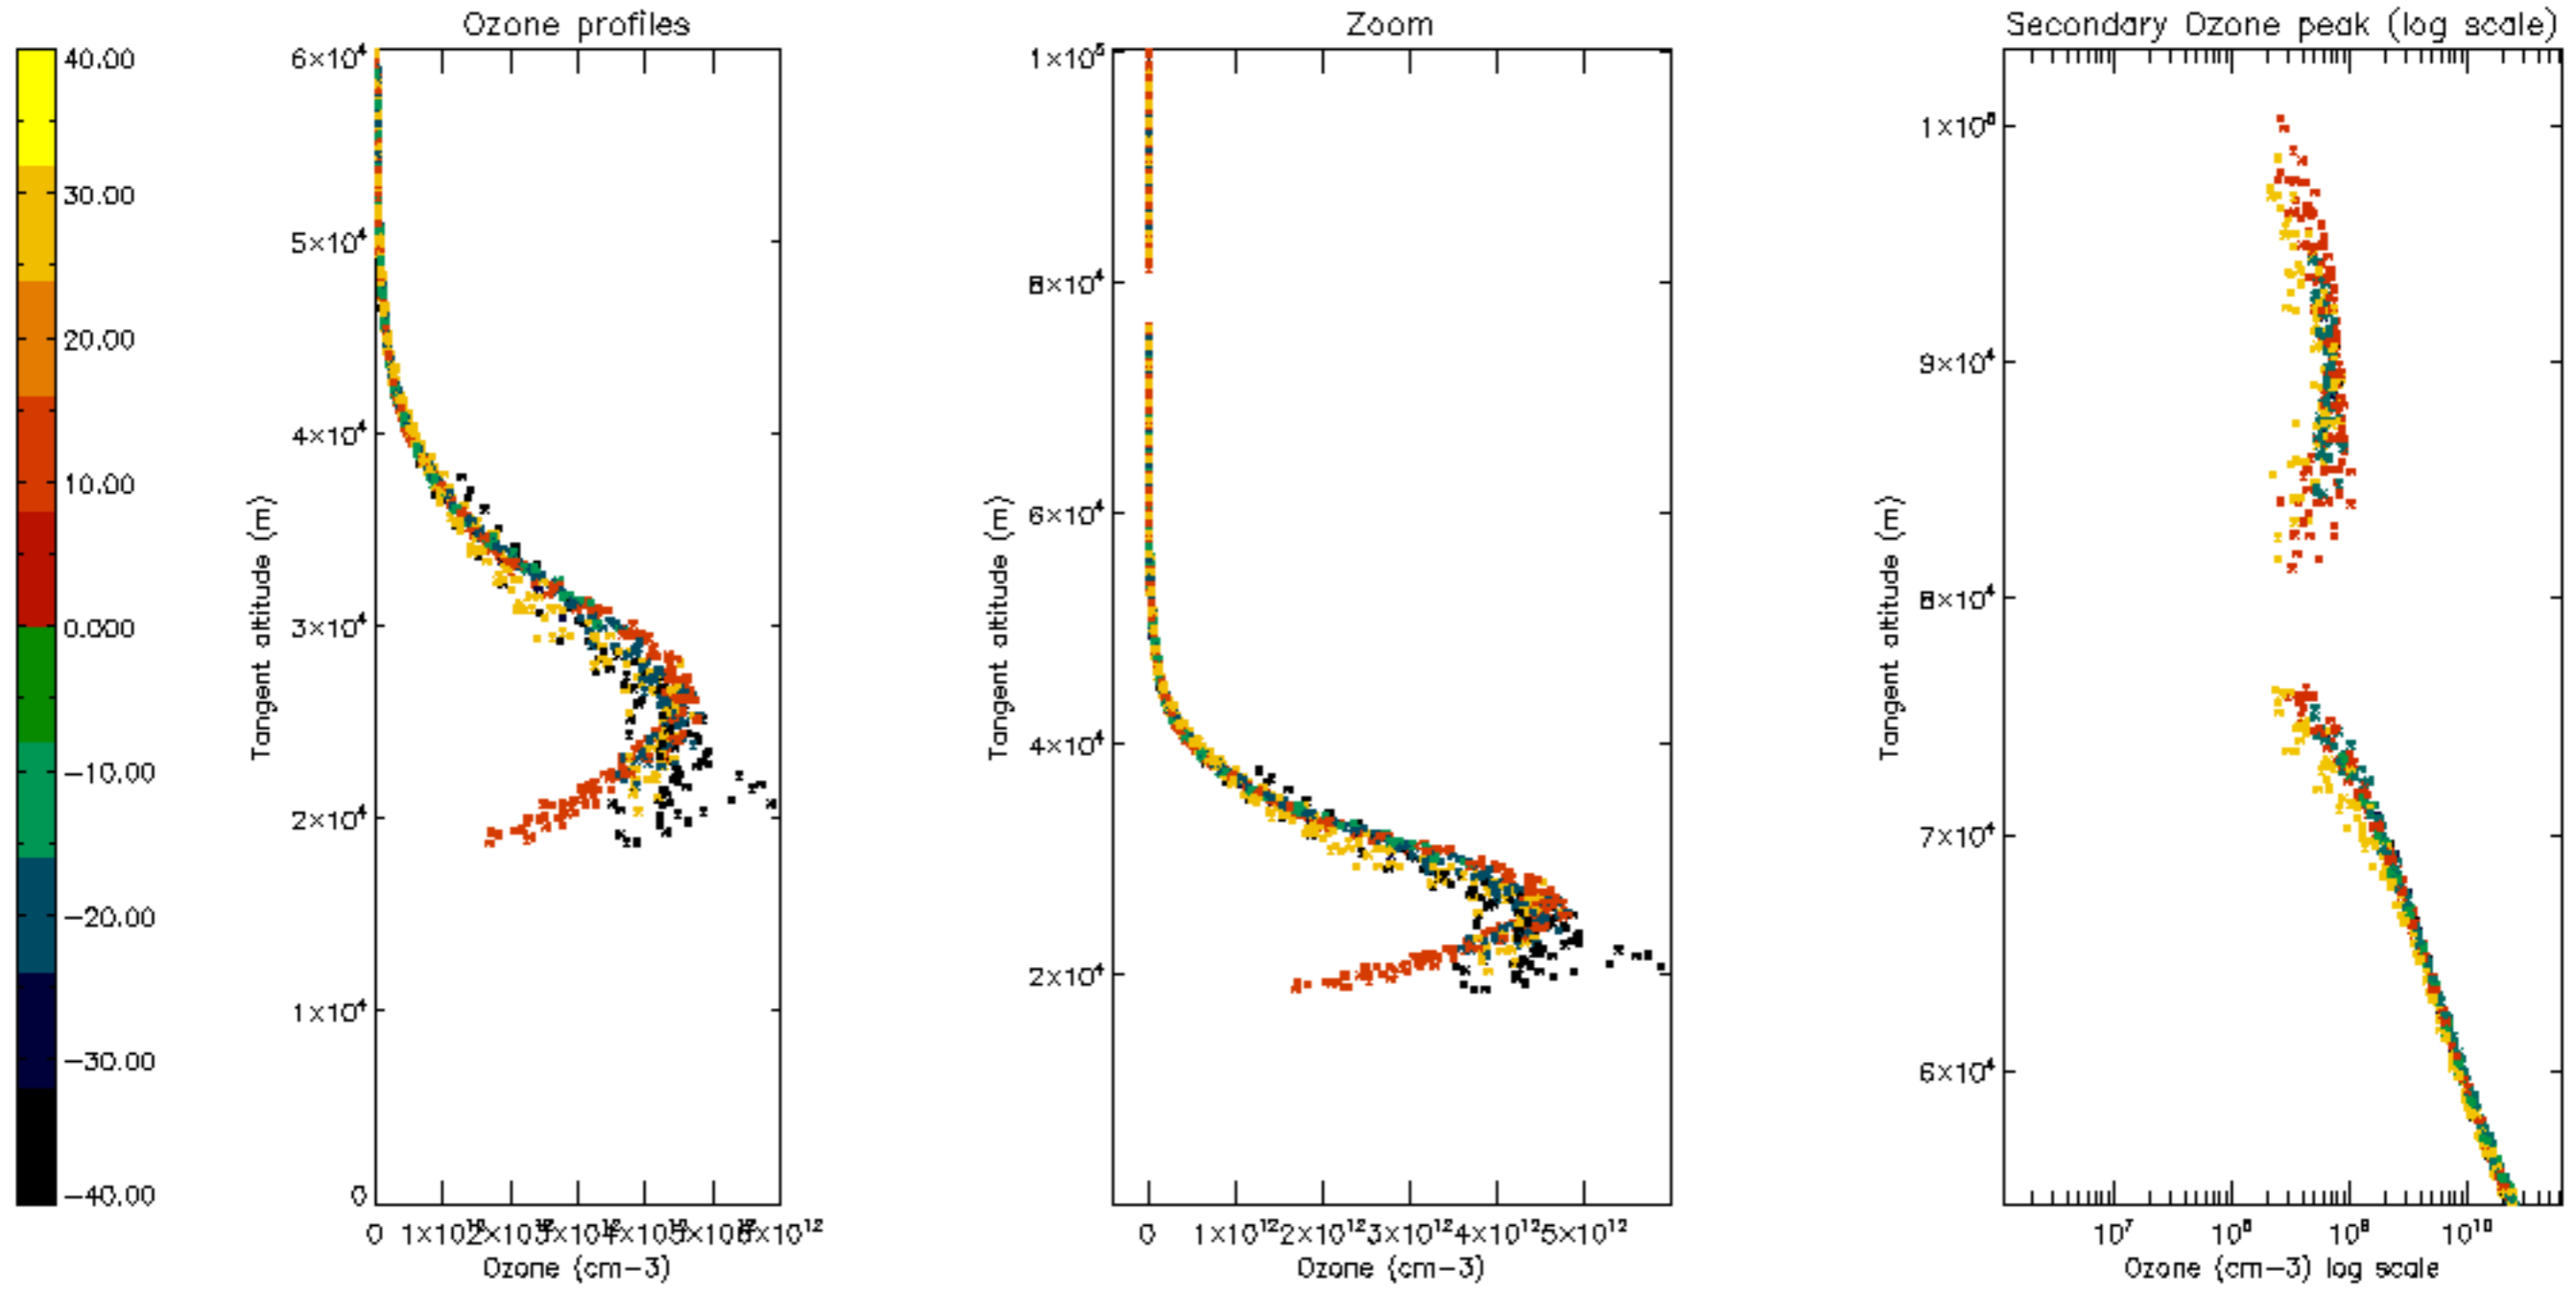 Ozone profiles
Zoom
Secondary Ozone peak (log scale)
40.00
30.00
20.00
10.00
0.000
−10.00
−20.00
−30.00
−40.00
Tangent altitude (m)
6×10⁴
5×10⁴
4×10⁴
3×10⁴
2×10⁴
1×10⁴
0
0
Ozone (cm−3)
Tangent altitude (m)
1×10⁵
8×10⁴
6×10⁴
4×10⁴
2×10⁴
0 1×10¹² 2×10¹² 3×10¹² 4×10¹² 5×10¹²
Ozone (cm−3)
Tangent altitude (m)
1×10⁵
9×10⁴
8×10⁴
7×10⁴
6×10⁴
10⁷ 10⁸ 10⁹ 10¹⁰
Ozone (cm−3) log scale